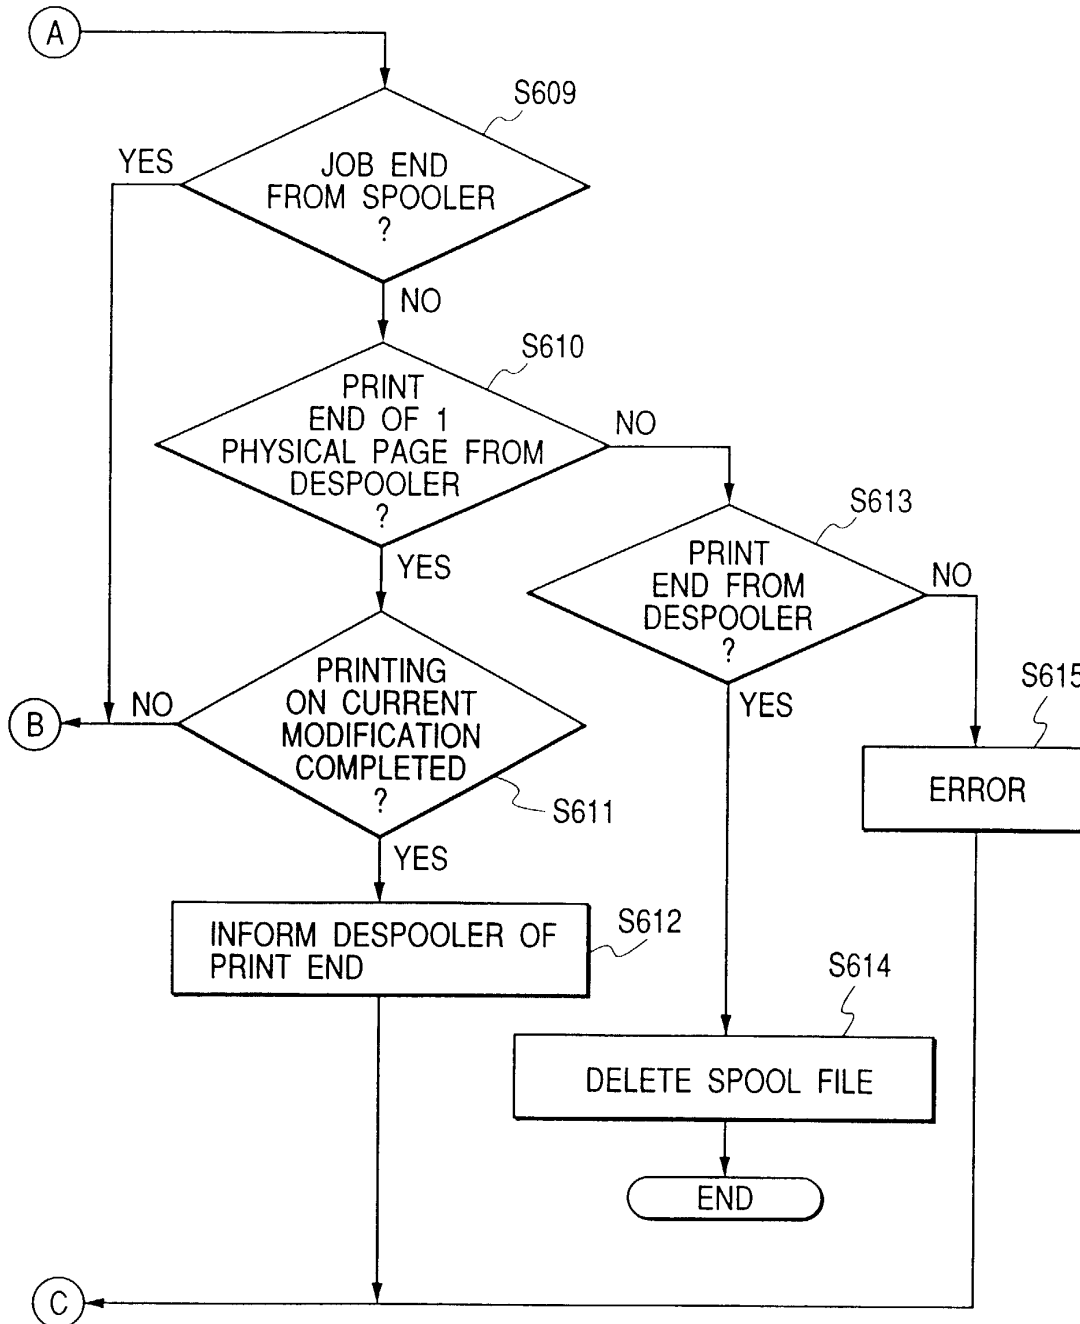 A
S609
YES
JOB END
FROM SPOOLER
?
NO
S610
PRINT
END OF 1
PHYSICAL PAGE FROM
DESPOOLER
?
NO
YES
S613
PRINT
END FROM
DESPOOLER
?
NO
YES
S615
ERROR
B
NO
PRINTING
ON CURRENT
MODIFICATION
COMPLETED
?
S611
YES
INFORM DESPOOLER OF
PRINT END
S612
S614
DELETE SPOOL FILE
END
C